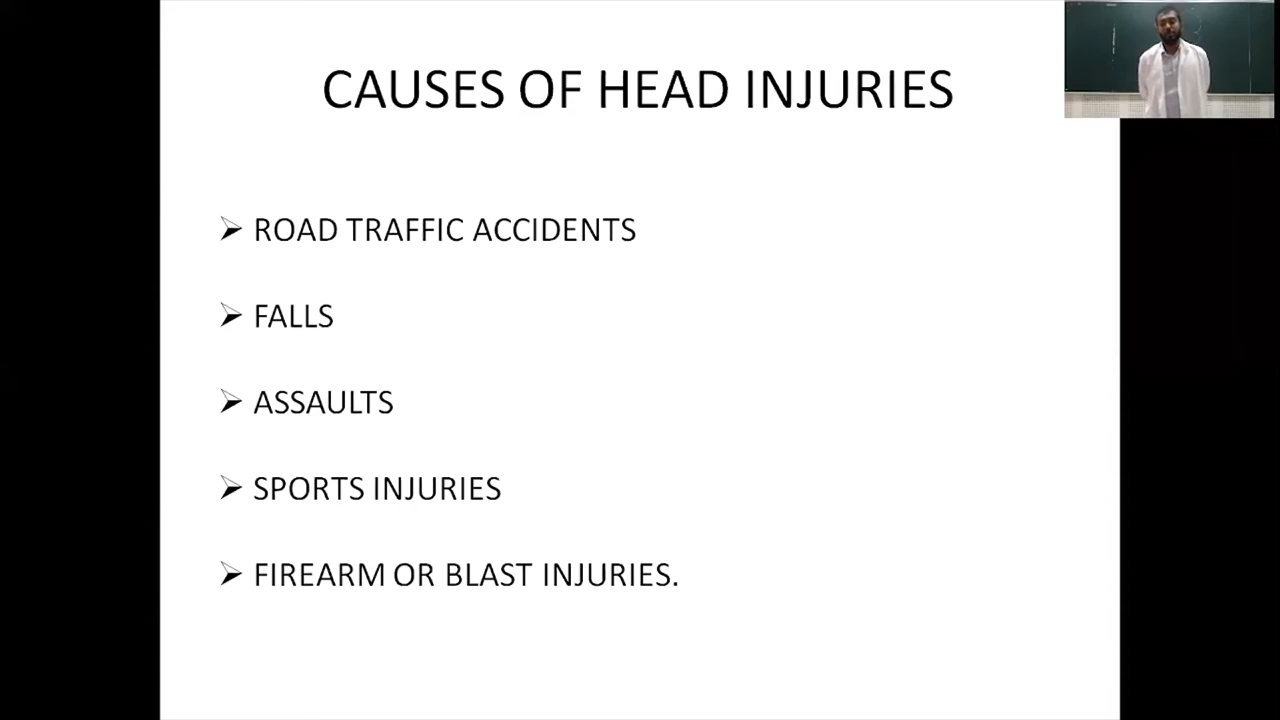 CAUSES OF HEAD INJURIES
ROAD TRAFFIC ACCIDENTS
FALLS
ASSAULTS
SPORTS INJURIES
FIREARM OR BLAST INJURIES.